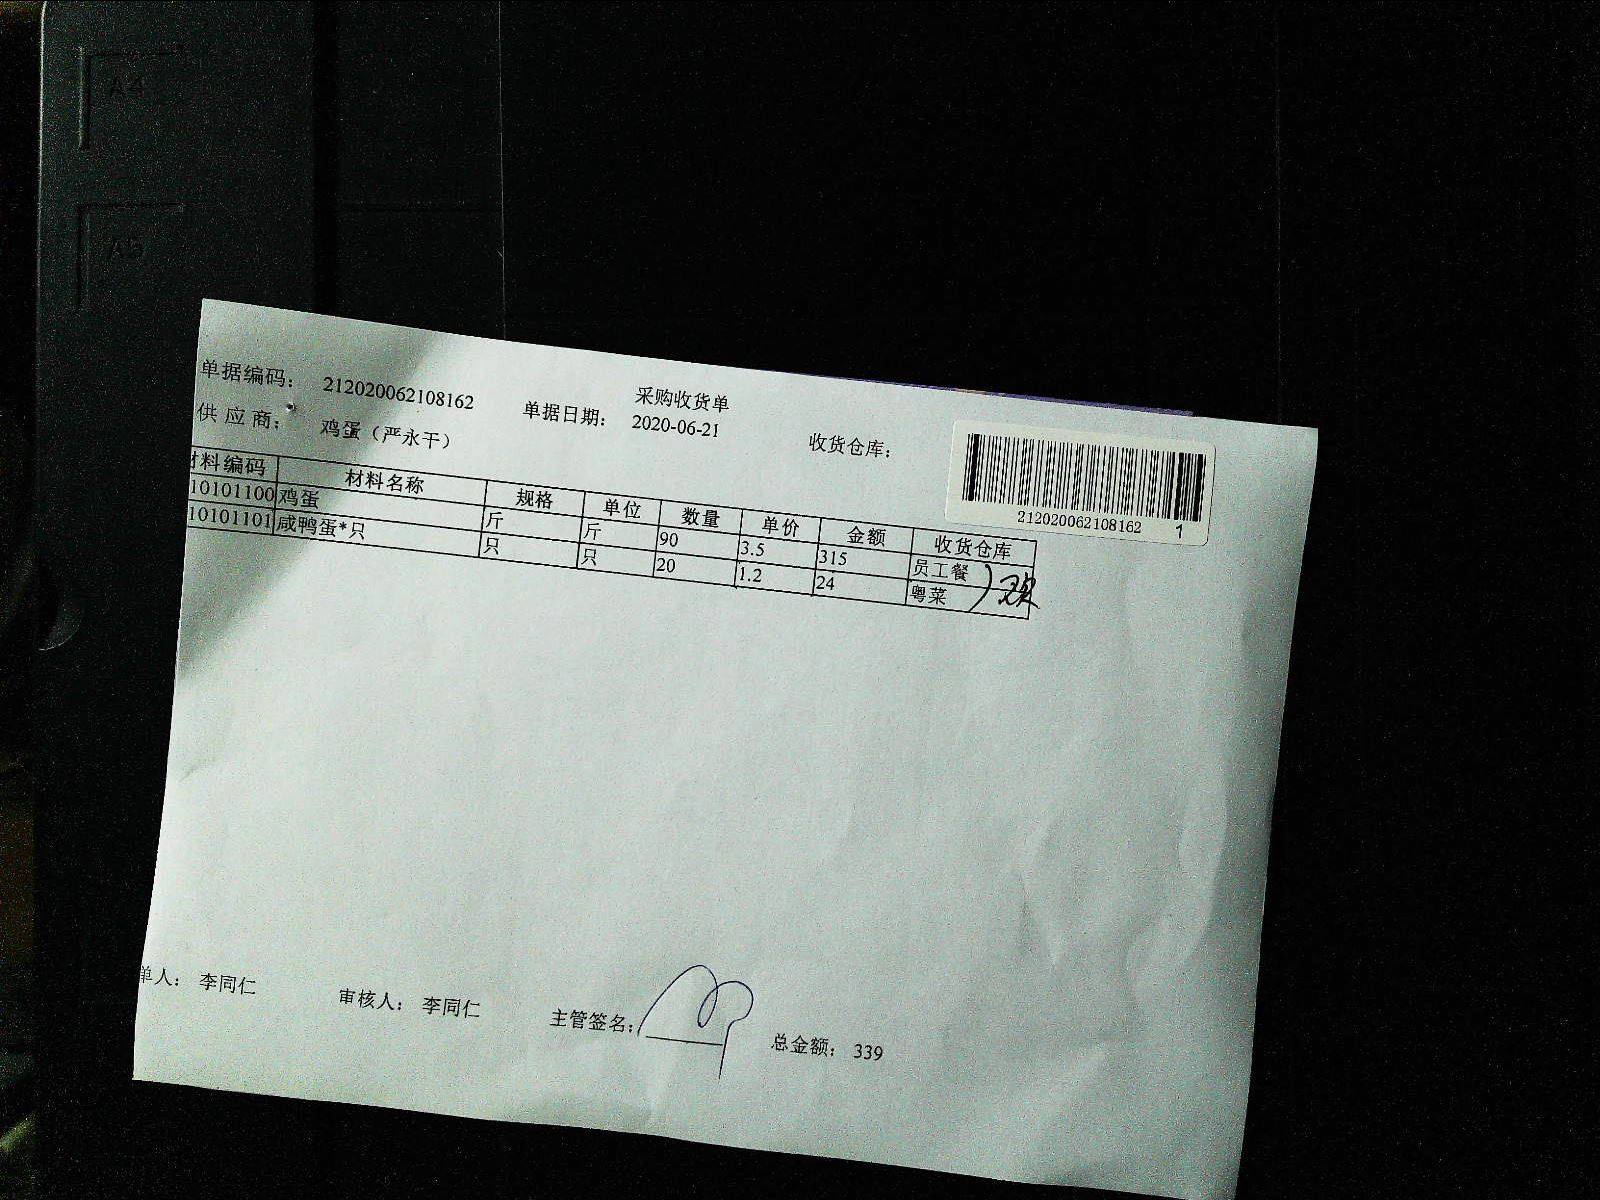 A4
A5
采购收货单
单据编码： 212020062108162 单据日期： 2020-06-21 收货仓库：
供应商： 鸡蛋（严永干）
212020062108162 1
材料编码 材料名称 规格 单位 数量 单价 金额 收货仓库
10101100 鸡蛋 斤 斤 90 3.5 315 员工餐
10101101 咸鸭蛋*只 只 只 20 1.2 24 粤菜
单人： 李同仁 审核人： 李同仁 主管签名： 总金额： 339